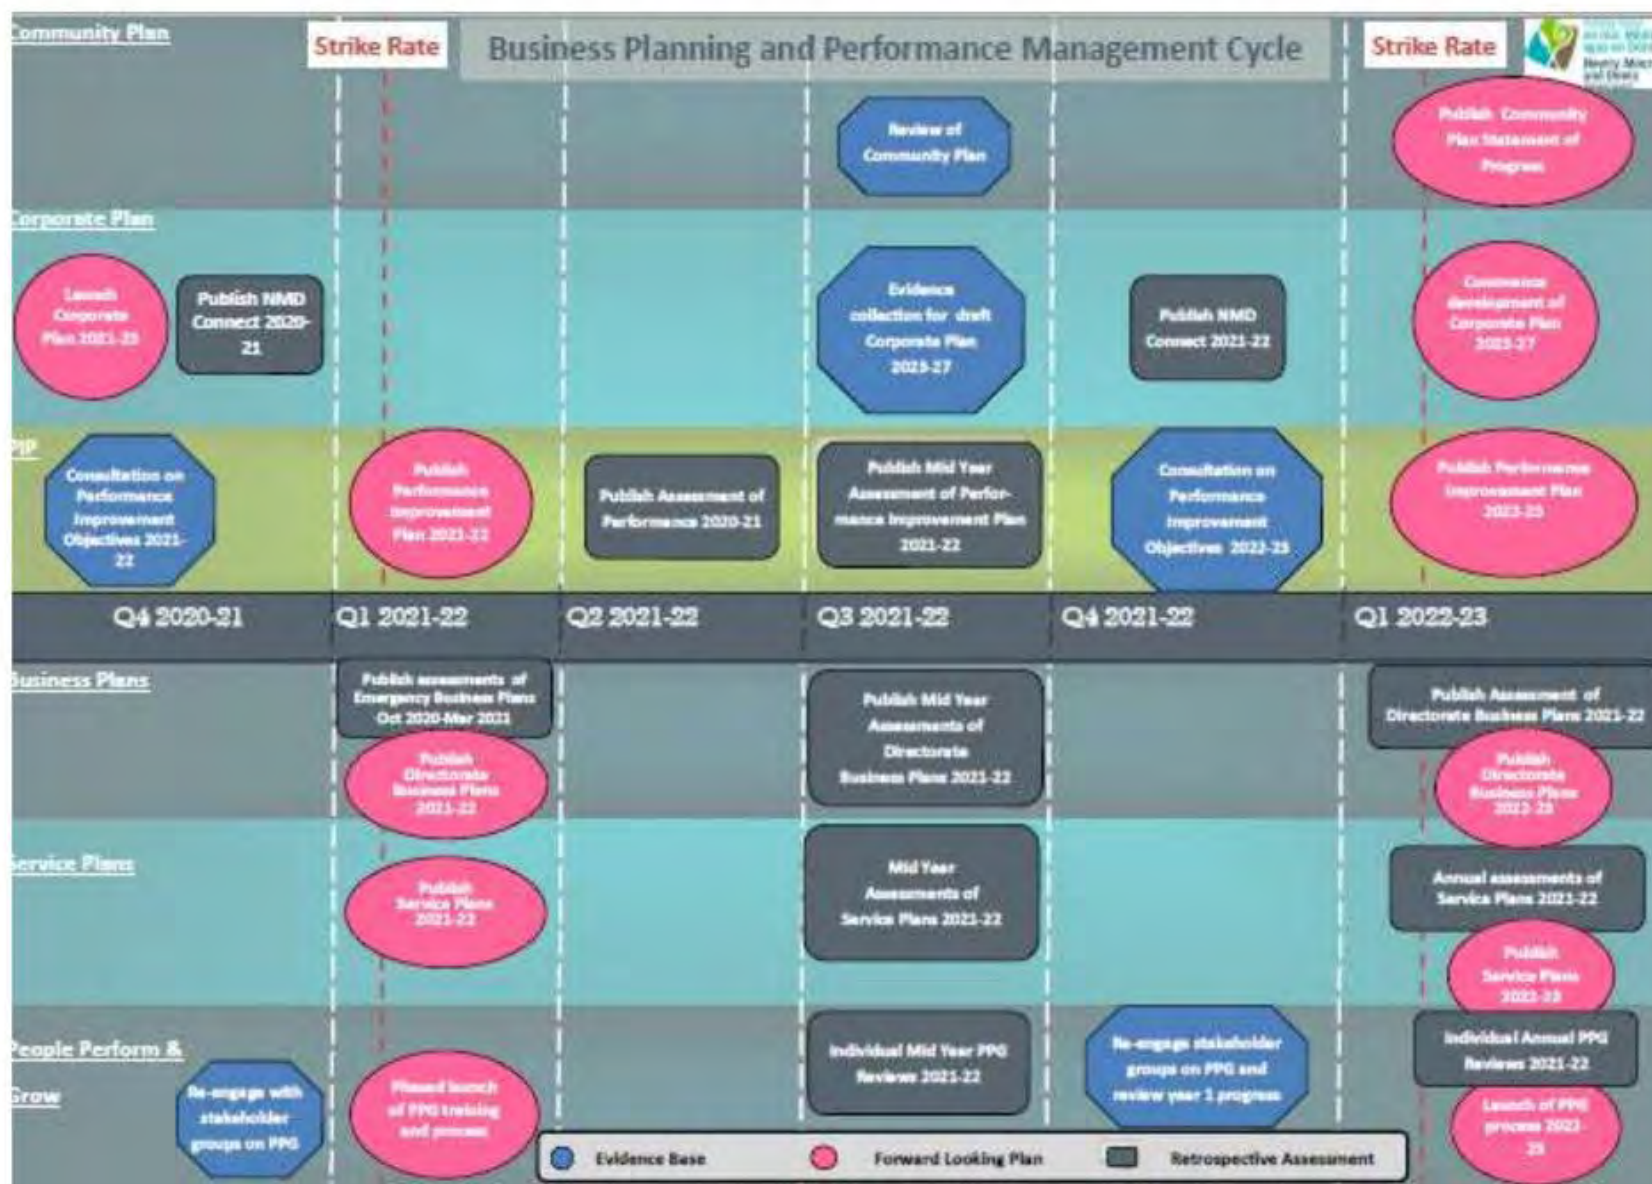 Community Plan
Strike Rate
Business Planning and Performance Management Cycle
Strike Rate
Newry, Mourne
and Down
Review of
Community Plan
Publish Community
Plan Statement of
Progress
Corporate Plan
Launch
Corporate
Plan 2021-23
Publish NMD
Connect 2020-
21
Evidence
collection for draft
Corporate Plan
2023-27
Publish NMD
Connect 2021-22
Commence
development of
Corporate Plan
2023-27
PIP
Consultation on
Performance
Improvement
Objectives 2021-
22
Publish
Performance
Improvement
Plan 2021-22
Publish Assessment of
Performance 2020-21
Publish Mid Year
Assessment of Perfor-
mance Improvement Plan
2021-22
Consultation on
Performance
Improvement
Objectives 2022-23
Publish Performance
Improvement Plan
2022-23
Q4 2020-21
Q1 2021-22
Q2 2021-22
Q3 2021-22
Q4 2021-22
Q1 2022-23
Business Plans
Publish assessments of
Emergency Business Plans
Oct 2020-Mar 2021
Publish
Directorate
Business Plans
2021-22
Publish Mid Year
Assessments of
Directorate
Business Plans 2021-22
Publish Assessment of
Directorate Business Plans 2021-22
Publish
Directorate
Business Plans
2022-23
Service Plans
Publish
Service Plans
2021-22
Mid Year
Assessments of
Service Plans 2021-22
Annual assessments of
Service Plans 2021-22
Publish
Service Plans
2022-23
People Perform &
Grow
Re-engage with
stakeholder
groups on PPG
Phased launch
of PPG training
and process
Individual Mid Year PPG
Reviews 2021-22
Re-engage stakeholder
groups on PPG and
review year 1 progress
Individual Annual PPG
Reviews 2021-22
Launch of PPG
process 2022-
23
Evidence Base
Forward Looking Plan
Retrospective Assessment